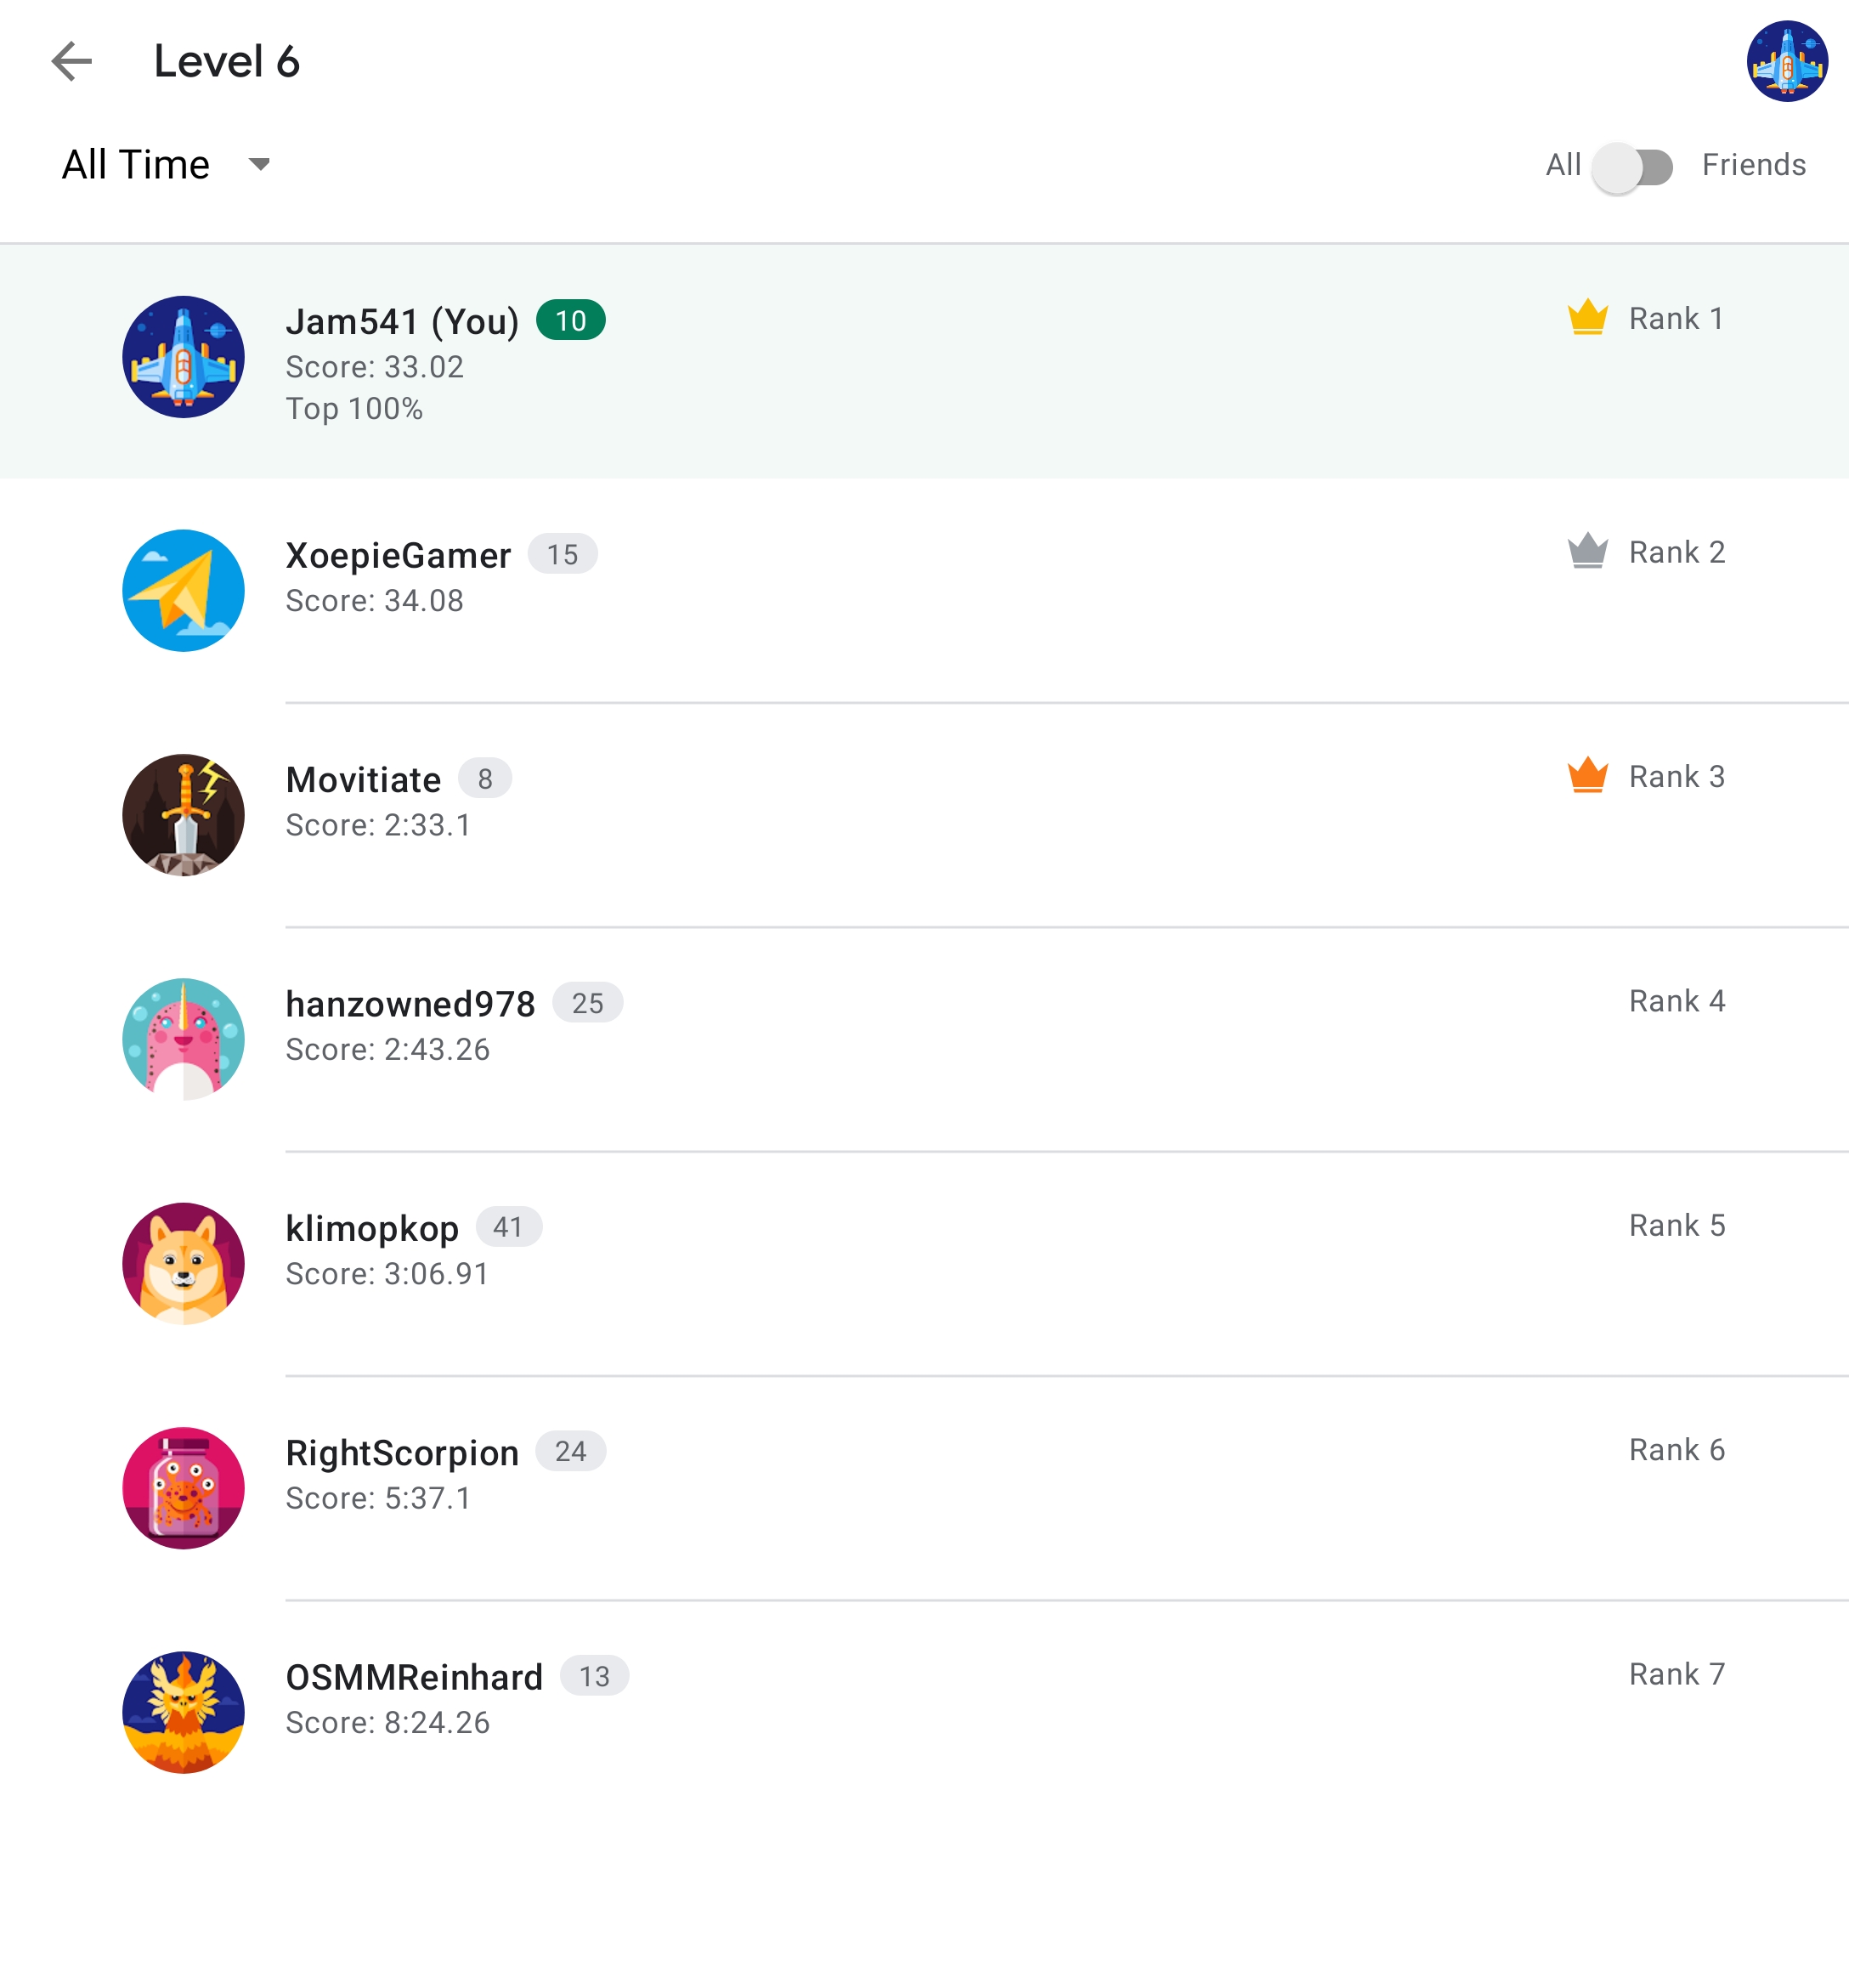 Level 6
All Time
All Friends
Jam541 (You) 10
Rank 1
Score: 33.02
Top 100%
XoepieGamer 15
Rank 2
Score: 34.08
Movitiate 8
Rank 3
Score: 2:33.1
hanzowned978 25
Rank 4
Score: 2:43.26
klimopkop 41
Rank 5
Score: 3:06.91
RightScorpion 24
Rank 6
Score: 5:37.1
OSMMReinhard 13
Rank 7
Score: 8:24.26